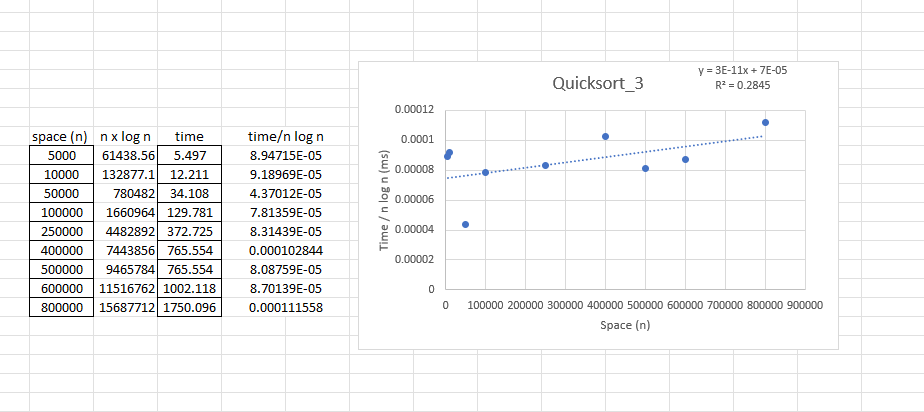 space (n) n x log n time time/n log n
5000 61438.56 5.497 8.94715E-05
10000 132877.1 12.211 9.18969E-05
50000 780482 34.108 4.37012E-05
100000 1660964 129.781 7.81359E-05
250000 4482892 372.725 8.31439E-05
400000 7443856 765.554 0.000102844
500000 9465784 765.554 8.08759E-05
600000 11516762 1002.118 8.70139E-05
800000 15687712 1750.096 0.000111558
Quicksort_3
y = 3E-11x + 7E-05
R² = 0.2845
Time / n log n (ms)
0.00012
0.0001
0.00008
0.00006
0.00004
0.00002
0
0 100000 200000 300000 400000 500000 600000 700000 800000 900000
Space (n)